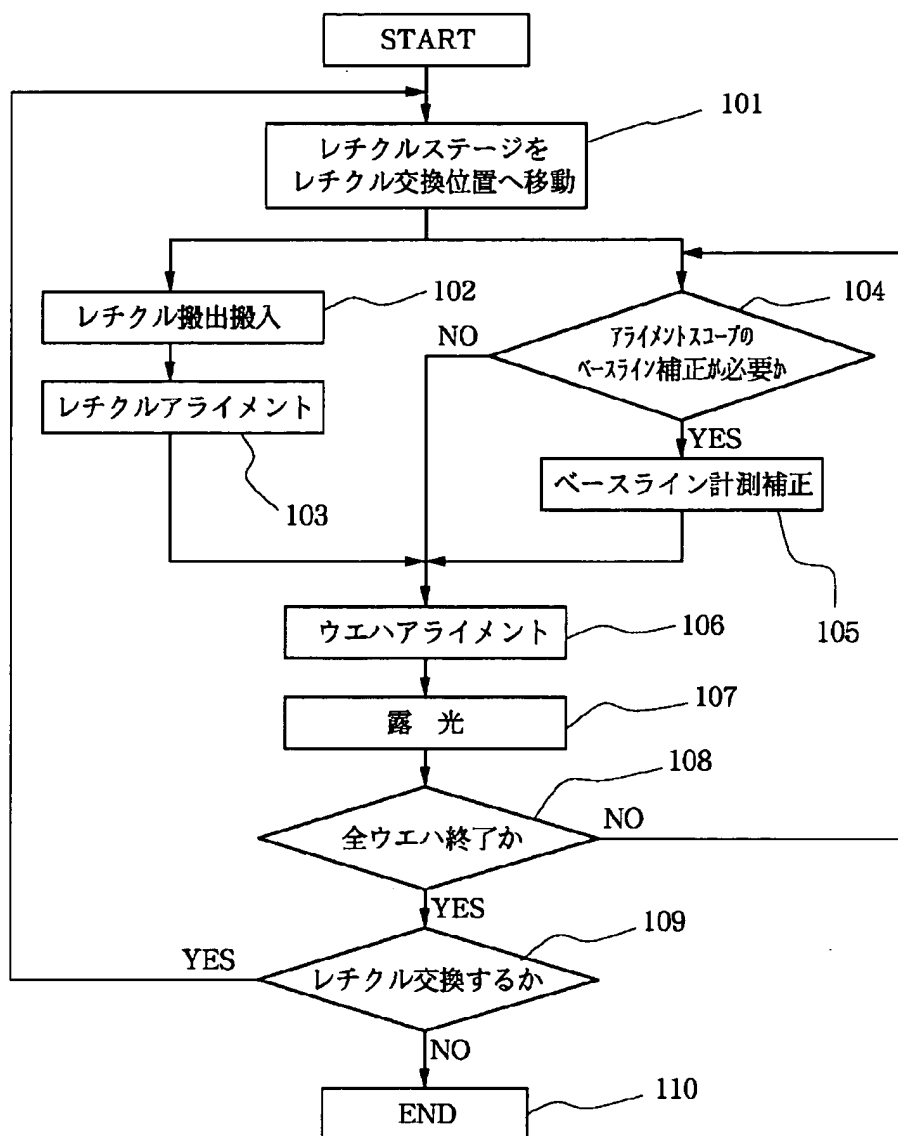 START
101
レチクルステージを
レチクル交換位置へ移動
レチクル搬出搬入
102
レチクルアライメント
103
104
アライメントスコープの
ベースライン補正が必要か
NO
YES
ベースライン計測補正
105
ウエハアライメント
106
露 光
107
108
全ウエハ終了か
NO
YES
109
レチクル交換するか
YES
NO
END
110